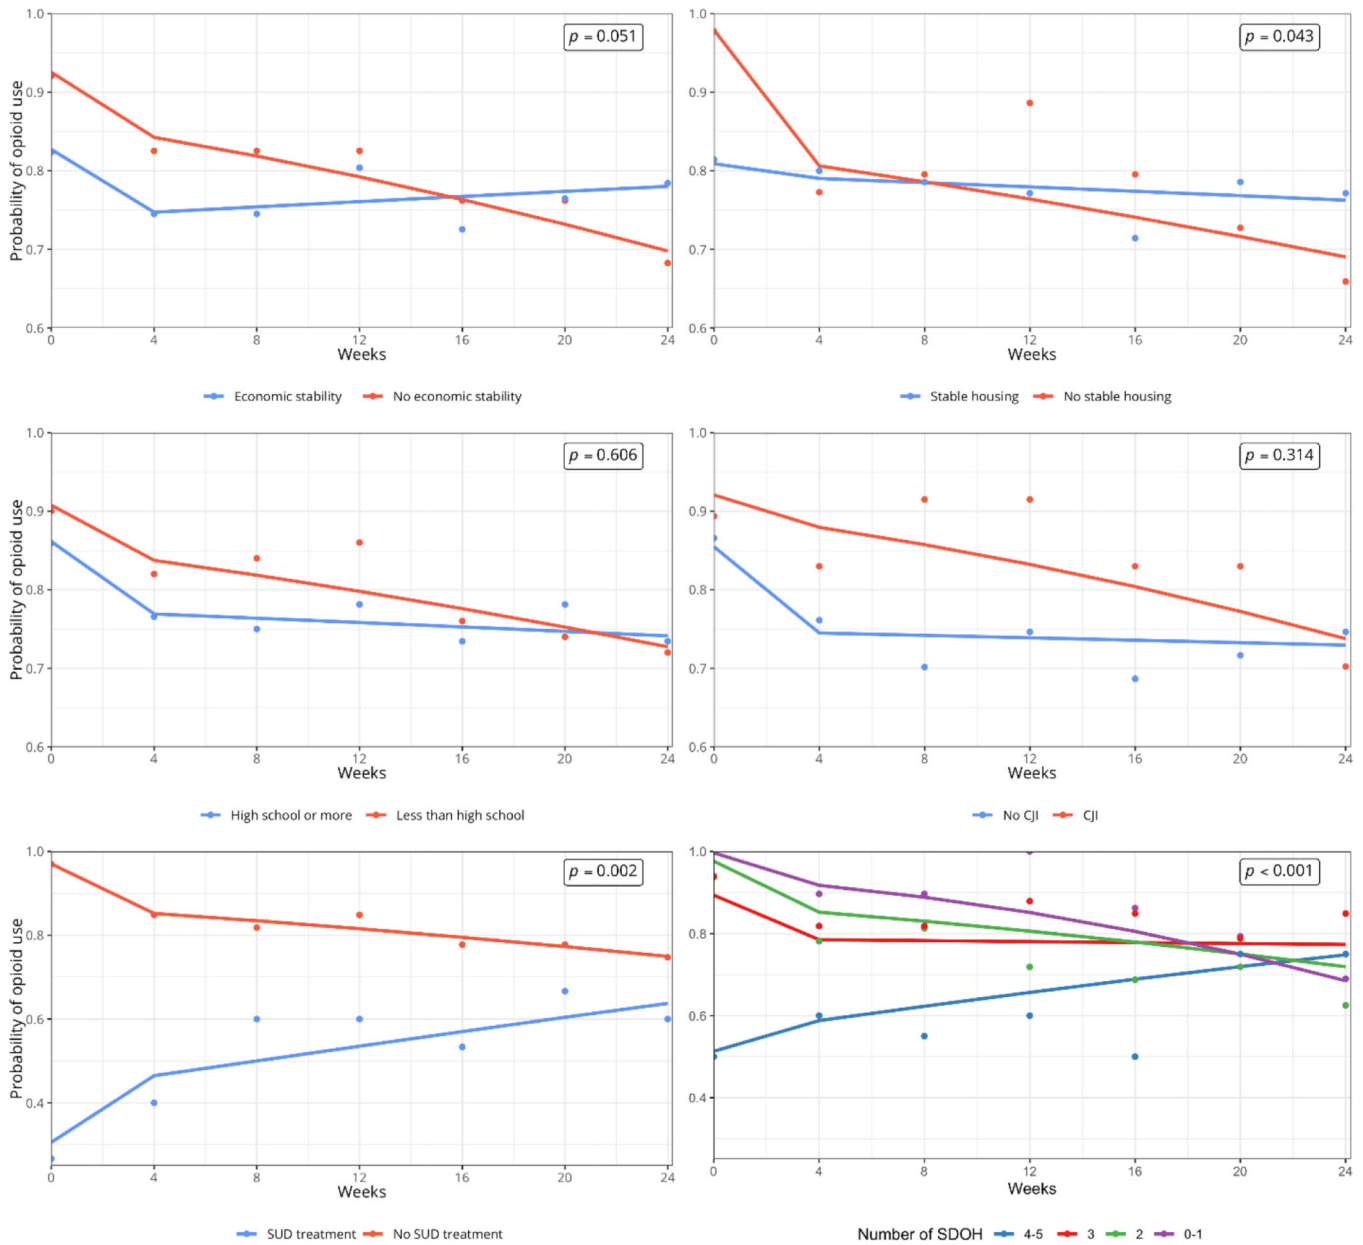 1.0
0.9
0.8
0.7
0.6
Probability of opioid use
p = 0.051
0 4 8 12 16 20 24
Weeks
Economic stability No economic stability
1.0
0.9
0.8
0.7
0.6
p = 0.043
0 4 8 12 16 20 24
Weeks
Stable housing No stable housing
1.0
0.9
0.8
0.7
0.6
Probability of opioid use
p = 0.606
0 4 8 12 16 20 24
Weeks
High school or more Less than high school
1.0
0.9
0.8
0.7
0.6
p = 0.314
0 4 8 12 16 20 24
Weeks
No CJI CJI
1.0
0.8
0.6
0.4
Probability of opioid use
p = 0.002
0 4 8 12 16 20 24
Weeks
SUD treatment No SUD treatment
1.0
0.8
0.6
0.4
p < 0.001
0 4 8 12 16 20 24
Weeks
Number of SDOH 4-5 3 2 0-1